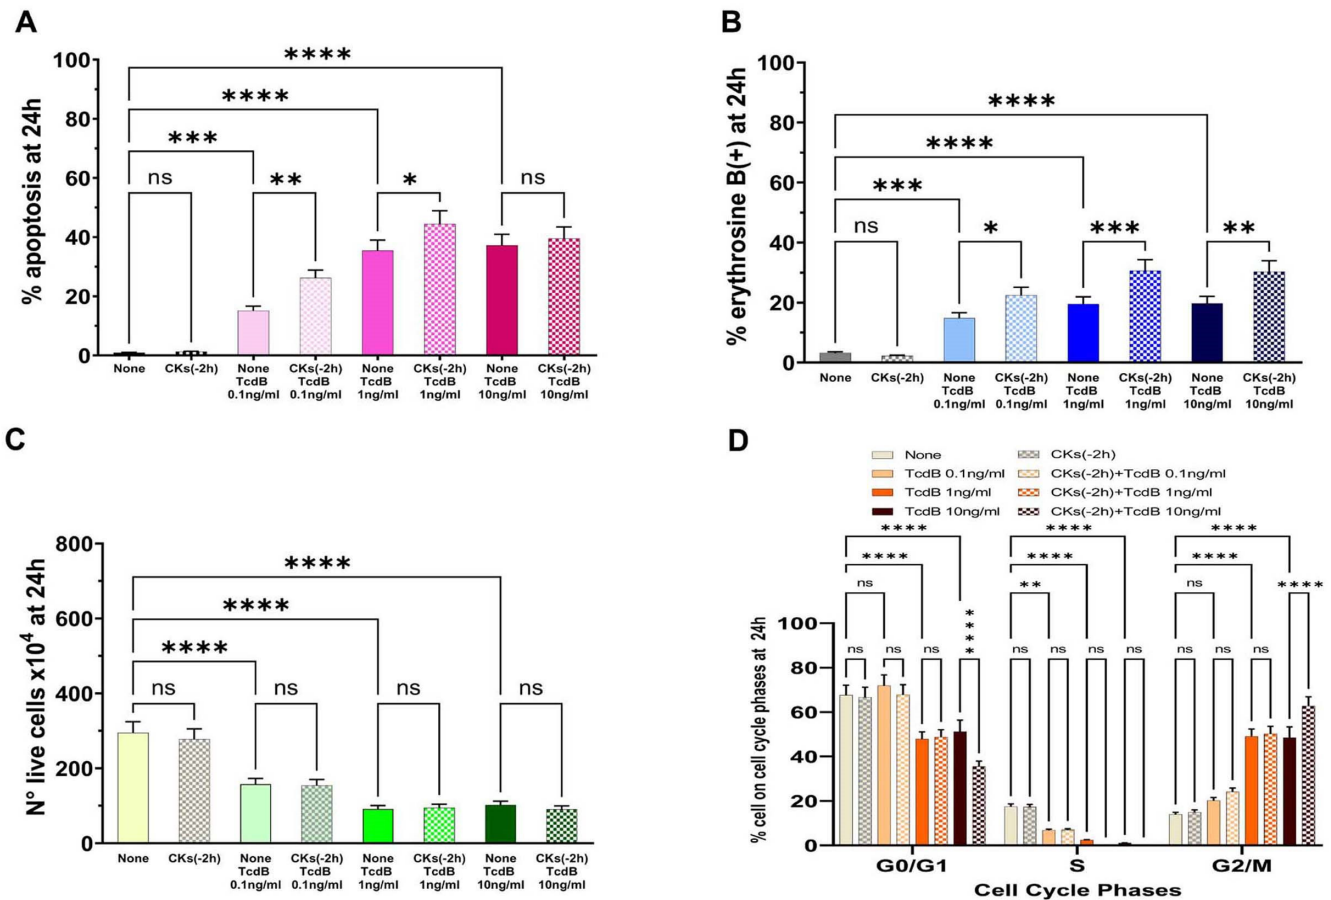 A
% apoptosis at 24h
100
80
60
40
20
0
****
****
***
ns
**
*
ns
None
CKs(-2h)
None
TcdB
0.1ng/ml
CKs(-2h)
TcdB
0.1ng/ml
None
TcdB
1ng/ml
CKs(-2h)
TcdB
1ng/ml
None
TcdB
10ng/ml
CKs(-2h)
TcdB
10ng/ml
B
% erythrosine B(+) at 24h
100
80
60
40
20
0
****
****
***
ns
*
***
**
None
CKs(-2h)
None
TcdB
0.1ng/ml
CKs(-2h)
TcdB
0.1ng/ml
None
TcdB
1ng/ml
CKs(-2h)
TcdB
1ng/ml
None
TcdB
10ng/ml
CKs(-2h)
TcdB
10ng/ml
C
N° live cells x10⁴ at 24h
800
600
400
200
0
****
****
****
ns
ns
ns
ns
None
CKs(-2h)
None
TcdB
0.1ng/ml
CKs(-2h)
TcdB
0.1ng/ml
None
TcdB
1ng/ml
CKs(-2h)
TcdB
1ng/ml
None
TcdB
10ng/ml
CKs(-2h)
TcdB
10ng/ml
D
None
CKs(-2h)
TcdB 0.1ng/ml
CKs(-2h)+TcdB 0.1ng/ml
TcdB 1ng/ml
CKs(-2h)+TcdB 1ng/ml
TcdB 10ng/ml
CKs(-2h)+TcdB 10ng/ml
% cell on cell cycle phases at 24h
100
80
60
40
20
0
****
****
ns
ns
ns
ns
****
****
****
**
ns
ns
ns
ns
****
****
ns
****
ns
ns
ns
G0/G1
S
G2/M
Cell Cycle Phases